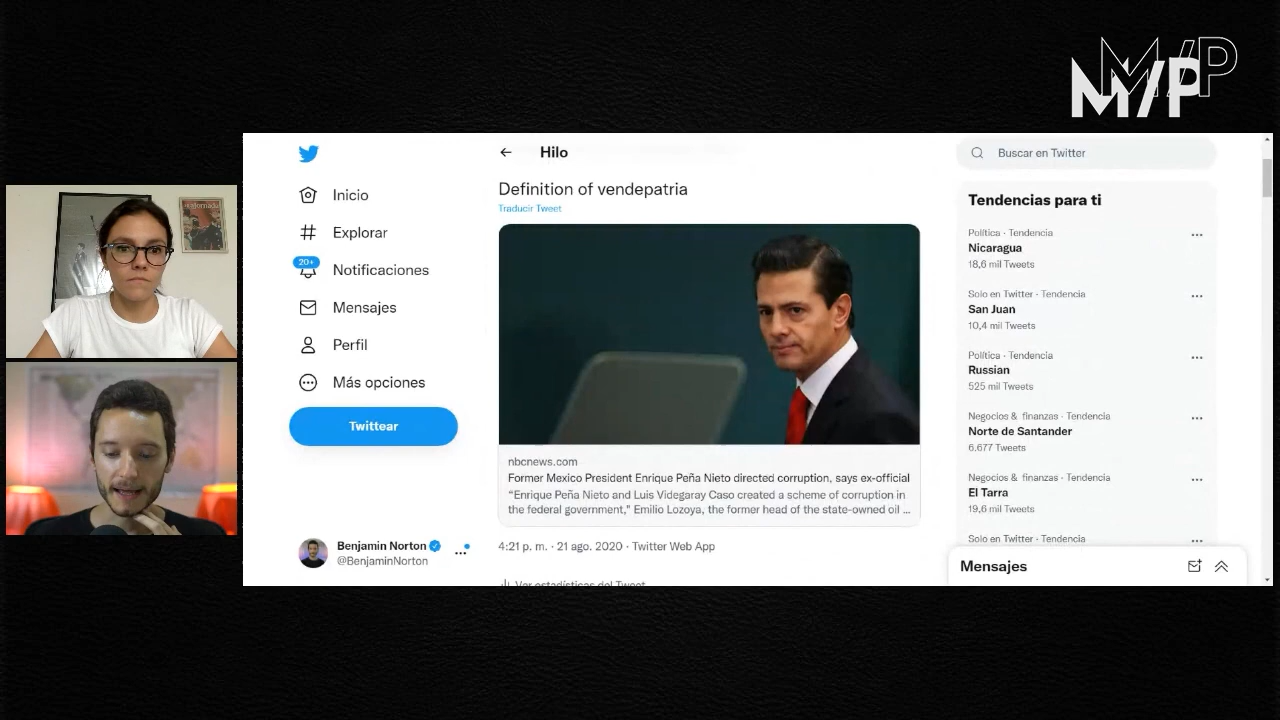 M/P
M/P
Jornada
Hilo
Definition of vendepatria
Traducir Tweet
nbcnews.com
Former Mexico President Enrique Peña Nieto directed corruption, says ex-official
“Enrique Peña Nieto and Luis Videgaray Caso created a scheme of corruption in
the federal government,” Emilio Lozoya, the former head of the state-owned oil ...
4:21 p. m. · 21 ago. 2020 · Twitter Web App
Ver estadísticas del Tweet
Inicio
Explorar
20+
Notificaciones
Mensajes
Perfil
Más opciones
Twittear
Benjamin Norton
@BenjaminNorton
Buscar en Twitter
Tendencias para ti
Política · Tendencia
Nicaragua
18,6 mil Tweets
Solo en Twitter · Tendencia
San Juan
10,4 mil Tweets
Política · Tendencia
Russian
525 mil Tweets
Negocios & finanzas · Tendencia
Norte de Santander
6.677 Tweets
Negocios & finanzas · Tendencia
El Tarra
19,6 mil Tweets
Solo en Twitter · Tendencia
Mensajes